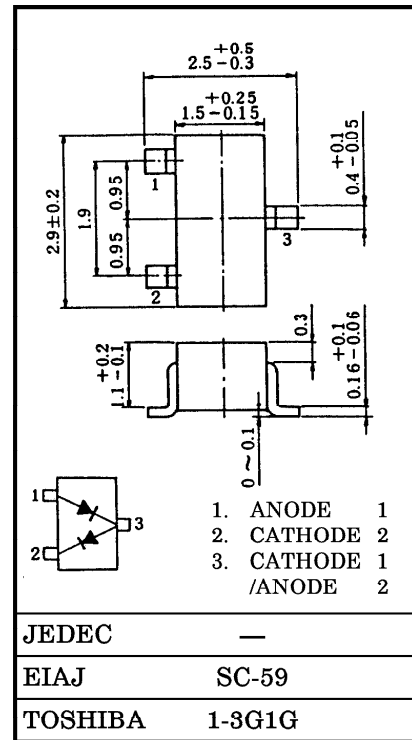 +0.5
2.5 -0.3
+0.25
1.5 -0.15
+0.1
0.4 -0.05
2.9±0.2
1.9
0.95
0.95
1
2
3
+0.2
1.1 -0.1
0.3
+0.1
0.16 -0.06
0 ~ 0.1
1
2
3
1. ANODE 1
2. CATHODE 2
3. CATHODE 1
/ANODE 2
JEDEC —
EIAJ SC-59
TOSHIBA 1-3G1G